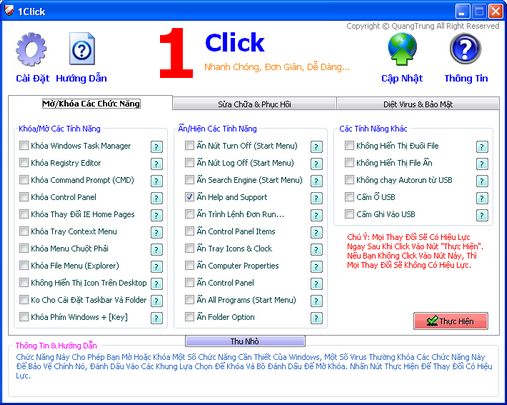 1Click
Copyright © QuangTrung All Right Reserved
1 Click
Nhanh Chóng, Đơn Giản, Dễ Dàng...
Cài Đặt
Hướng Dẫn
Cập Nhật
Thông Tin
Mở/Khóa Các Chức Năng
Sửa Chữa & Phục Hồi
Diệt Virus & Bảo Mật
Khóa/Mở Các Tính Năng
Khóa Windows Task Manager ?
Khóa Registry Editor ?
Khóa Command Prompt (CMD) ?
Khóa Control Panel ?
Khóa Thay Đổi IE Home Pages ?
Khóa Tray Context Menu ?
Khóa Menu Chuột Phải ?
Khóa File Menu (Explorer) ?
Không Hiển Thị Icon Trên Desktop ?
Ko Cho Cài Đặt Taskbar Và Folder ?
Khóa Phím Windows + [Key] ?
Ẩn/Hiện Các Tính Năng
Ẩn Nút Turn Off (Start Menu) ?
Ẩn Nút Log Off (Start Menu) ?
Ẩn Search Engine (Start Menu) ?
Ẩn Help and Support ?
Ẩn Trình Lệnh Đơn Run... ?
Ẩn Control Panel Items ?
Ẩn Tray Icons & Clock ?
Ẩn Computer Properties ?
Ẩn Control Panel ?
Ẩn All Programs (Start Menu) ?
Ẩn Folder Option ?
Các Tính Năng Khác
Không Hiển Thị Đuôi File ?
Không Hiển Thị File Ẩn ?
Không chạy Autorun từ USB ?
Cấm Ổ USB ?
Cấm Ghi Vào USB ?
Chú Ý: Mọi Thay Đổi Sẽ Có Hiệu Lực
Ngay Sau Khi Click Vào Nút "Thực Hiện".
Nếu Bạn Không Click Vào Nút Này, Thì
Mọi Thay Đổi Sẽ Không Có Hiệu Lực.
Thực Hiện
Thu Nhỏ
Thông Tin & Hướng Dẫn
Chức Năng Này Cho Phép Bạn Mở Hoặc Khóa Một Số Chức Năng Cần Thiết Của Windows, Một Số Virus Thường Khóa Các Chức Năng Này
Để Bảo Vệ Chính Nó, Đánh Dấu Vào Các Khung Lựa Chọn Để Khóa Và Bỏ Đánh Dấu Để Mở Khóa. Nhấn Nút Thực Hiện Để Thay Đổi Có Hiệu
Lực.